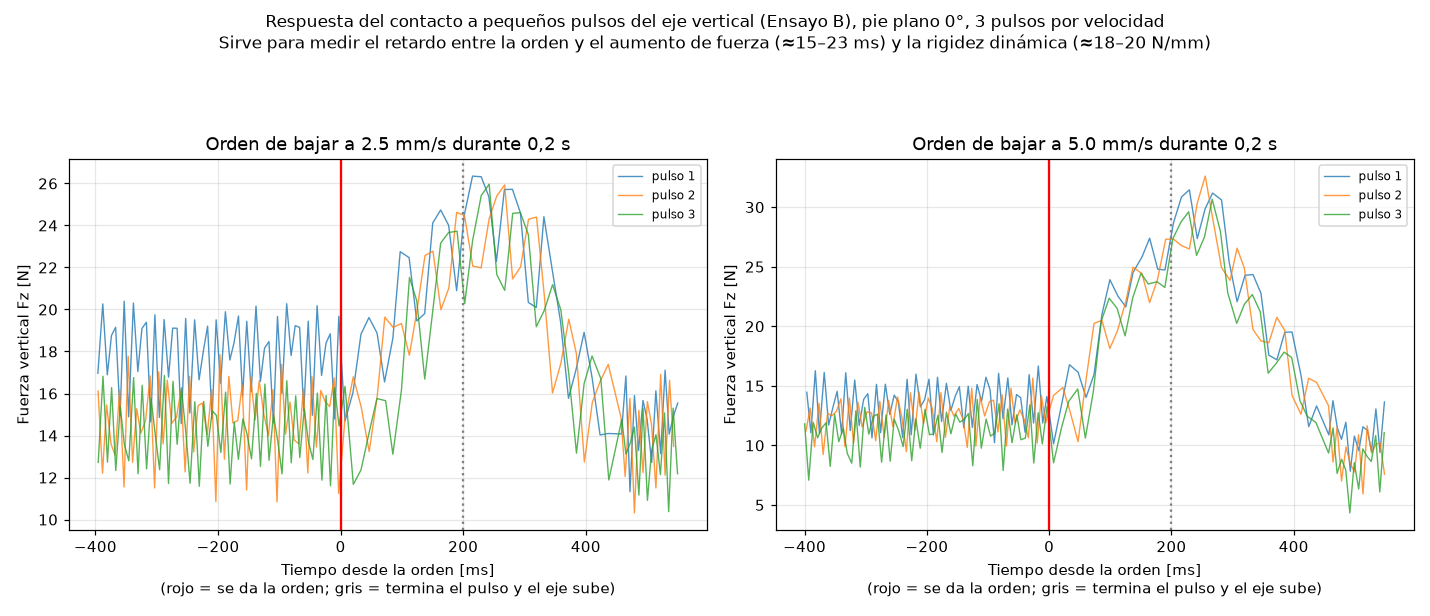 Respuesta del contacto a pequeños pulsos del eje vertical (Ensayo B), pie plano 0°, 3 pulsos por velocidad
Sirve para medir el retardo entre la orden y el aumento de fuerza (≈15–23 ms) y la rigidez dinámica (≈18–20 N/mm)
Orden de bajar a 2.5 mm/s durante 0,2 s
pulso 1
pulso 2
pulso 3
Fuerza vertical Fz [N]
26
24
22
20
18
16
14
12
10
−400
−200
0
200
400
Tiempo desde la orden [ms]
(rojo = se da la orden; gris = termina el pulso y el eje sube)
Orden de bajar a 5.0 mm/s durante 0,2 s
pulso 1
pulso 2
pulso 3
Fuerza vertical Fz [N]
30
25
20
15
10
5
−400
−200
0
200
400
Tiempo desde la orden [ms]
(rojo = se da la orden; gris = termina el pulso y el eje sube)